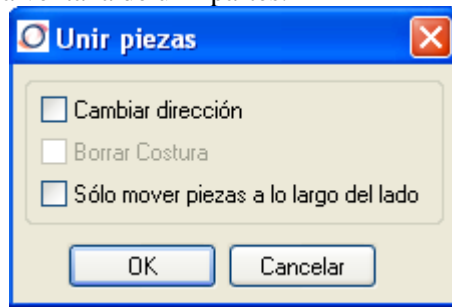 Unir piezas
Cambiar dirección
Borrar Costura
Sólo mover piezas a lo largo del lado
OK Cancelar